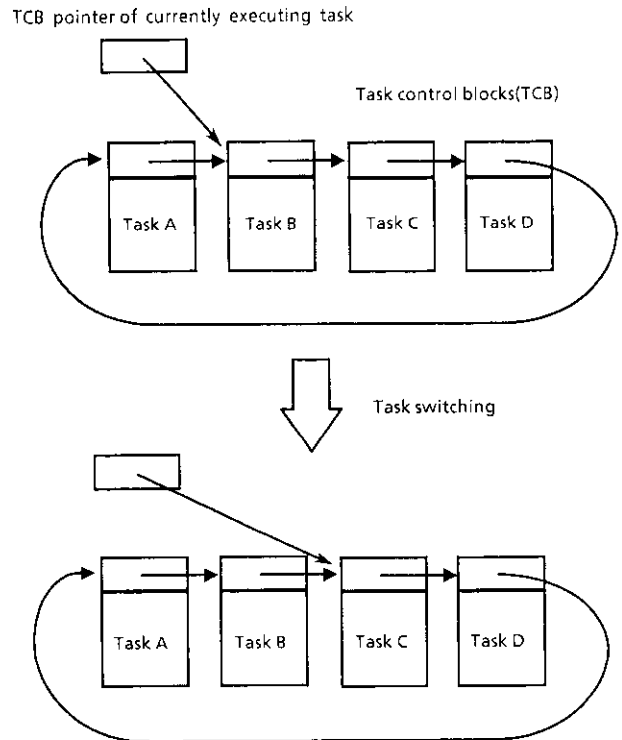 TCB pointer of currently executing task
Task control blocks(TCB)
Task A
Task B
Task C
Task D
Task switching
Task A
Task B
Task C
Task D